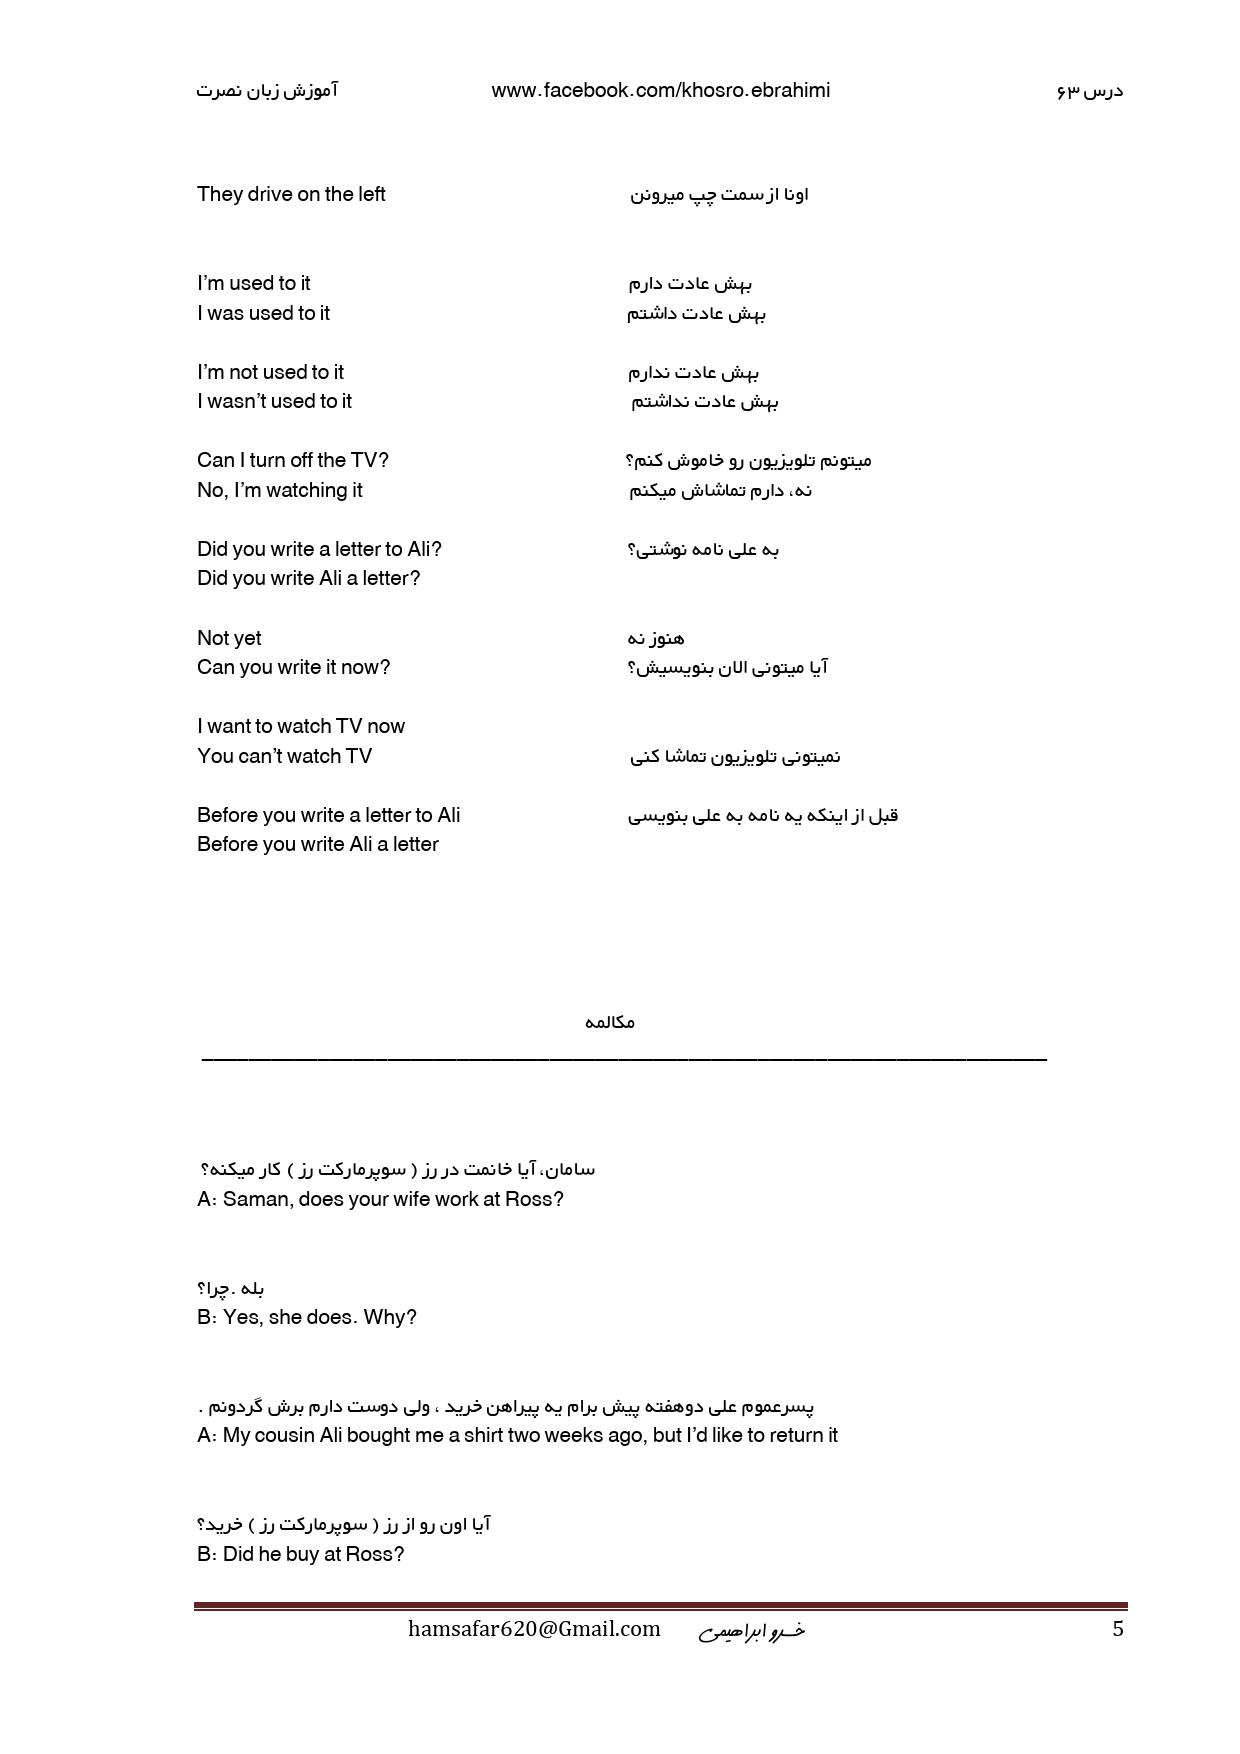 آموزش زبان نصرت www.facebook.com/khosro.ebrahimi درس ۶۳
They drive on the left اونا از سمت چپ میرونن
I’m used to it بهش عادت دارم
I was used to it بهش عادت داشتم
I’m not used to it بهش عادت ندارم
I wasn’t used to it بهش عادت نداشتم
Can I turn off the TV? میتونم تلویزیون رو خاموش کنم؟
No, I’m watching it نه، دارم تماشاش میکنم
Did you write a letter to Ali? به علی نامه نوشتی؟
Did you write Ali a letter?
Not yet هنوز نه
Can you write it now? آیا میتونی الان بنویسیش؟
I want to watch TV now
You can’t watch TV نمیتونی تلویزیون تماشا کنی
Before you write a letter to Ali قبل از اینکه یه نامه به علی بنویسی
Before you write Ali a letter
مکالمه
سامان، آیا خانمت در رز ( سوپرمارکت رز ) کار میکنه؟
A: Saman, does your wife work at Ross?
بله . چرا؟
B: Yes, she does. Why?
پسرعموم علی دوهفته پیش برام یه پیراهن خرید ، ولی دوست دارم برش گردونم .
A: My cousin Ali bought me a shirt two weeks ago, but I’d like to return it
آیا اون رو از رز ( سوپرمارکت رز ) خرید؟
B: Did he buy at Ross?
hamsafar620@Gmail.com خسرو ابراهیمی 5